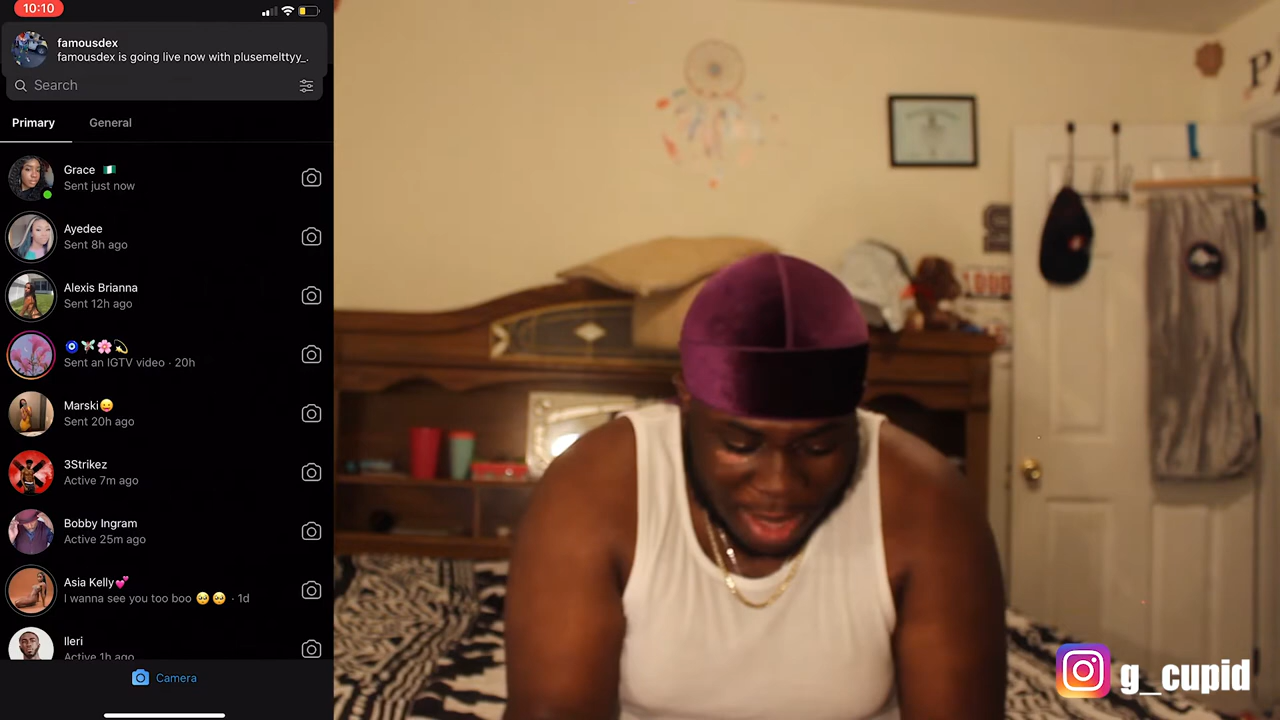 10:10
famousdex
famousdex is going live now with plusemelttyy_.
Search
Primary
General
Grace
Sent just now
Ayedee
Sent 8h ago
Alexis Brianna
Sent 12h ago
🧿🕊🌸💫
Sent an IGTV video · 20h
Marski😜
Sent 20h ago
3Strikez
Active 7m ago
Bobby Ingram
Active 25m ago
Asia Kelly💕
I wanna see you too boo 🥺🥺 · 1d
Ileri
Active 1h ago
Camera
P
g_cupid